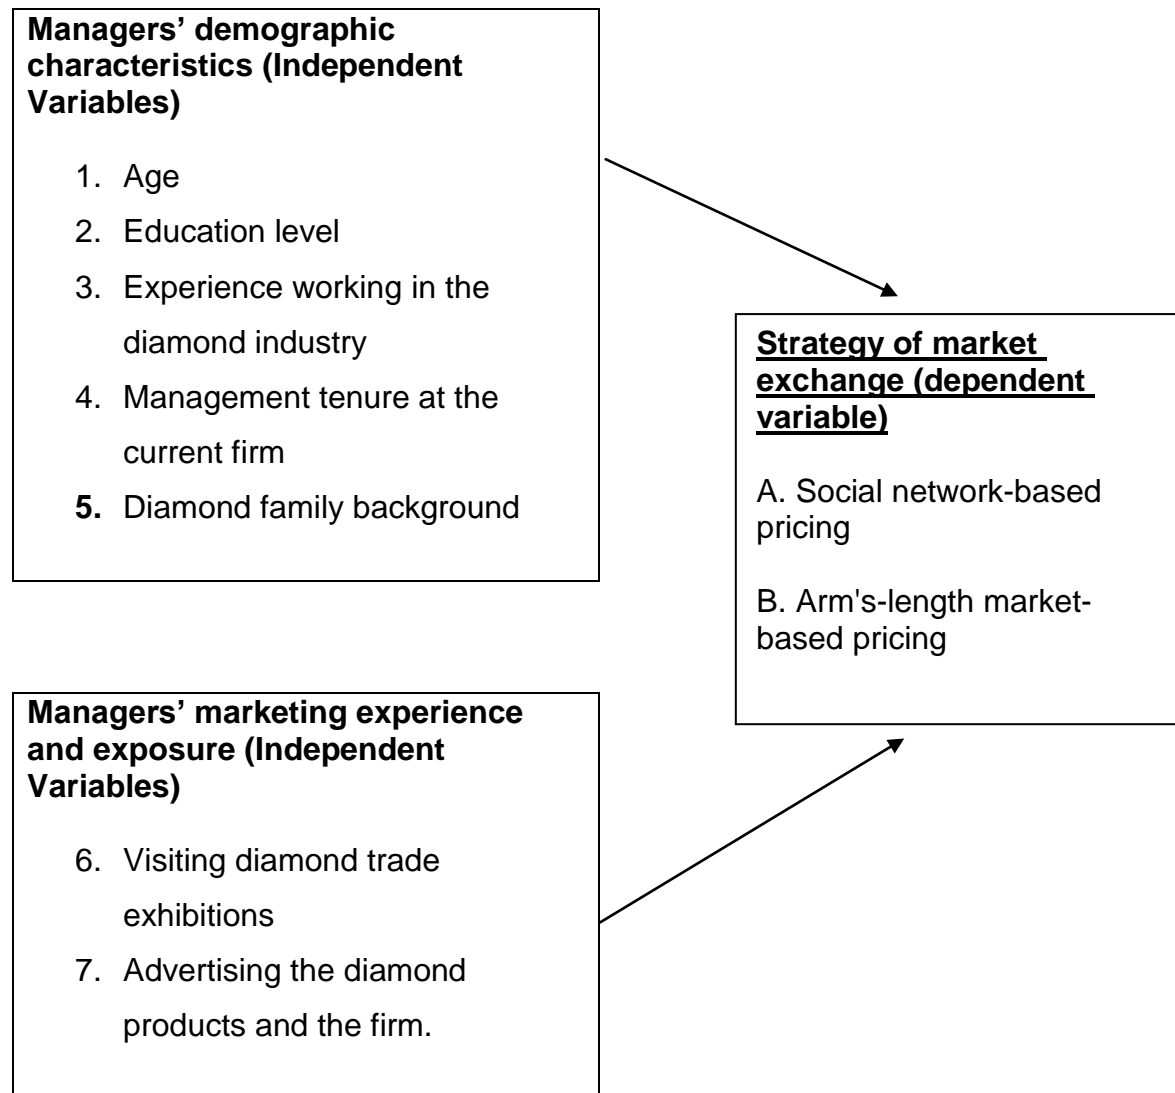 Managers’ demographic
characteristics (Independent
Variables)
1. Age
2. Education level
3. Experience working in the
diamond industry
4. Management tenure at the
current firm
5. Diamond family background
Strategy of market
exchange (dependent
variable)
A. Social network-based
pricing
B. Arm's-length market-
based pricing
Managers’ marketing experience
and exposure (Independent
Variables)
6. Visiting diamond trade
exhibitions
7. Advertising the diamond
products and the firm.